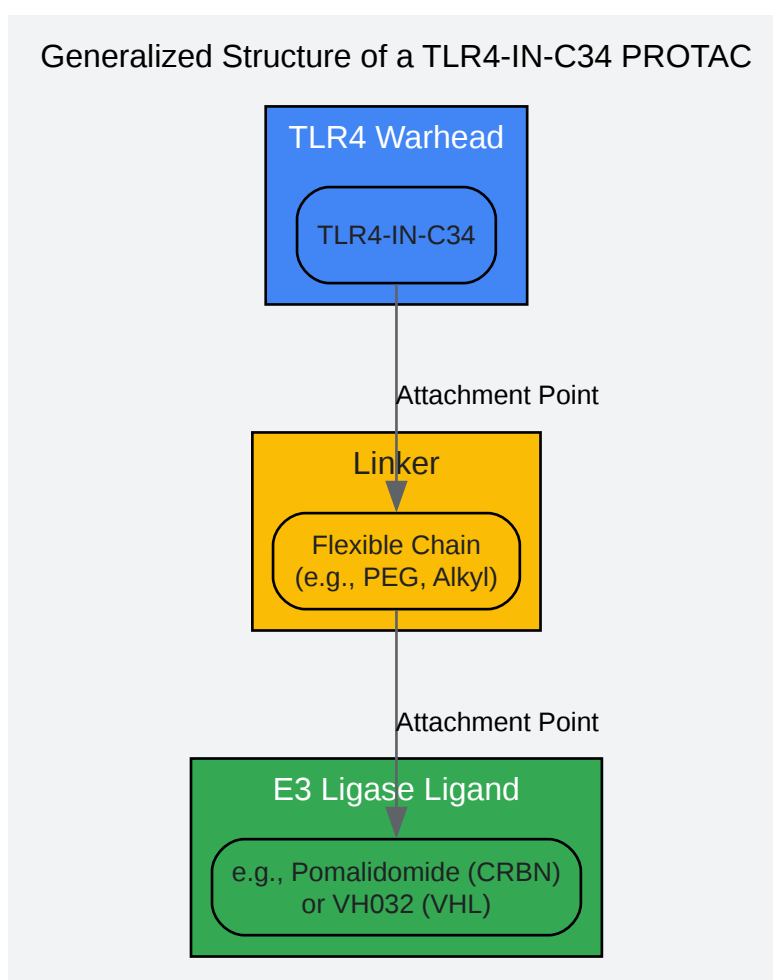 Generalized Structure of a TLR4-IN-C34 PROTAC
TLR4 Warhead
TLR4-IN-C34
Attachment Point
Linker
Flexible Chain
(e.g., PEG, Alkyl)
Attachment Point
E3 Ligase Ligand
e.g., Pomalidomide (CRBN)
or VH032 (VHL)